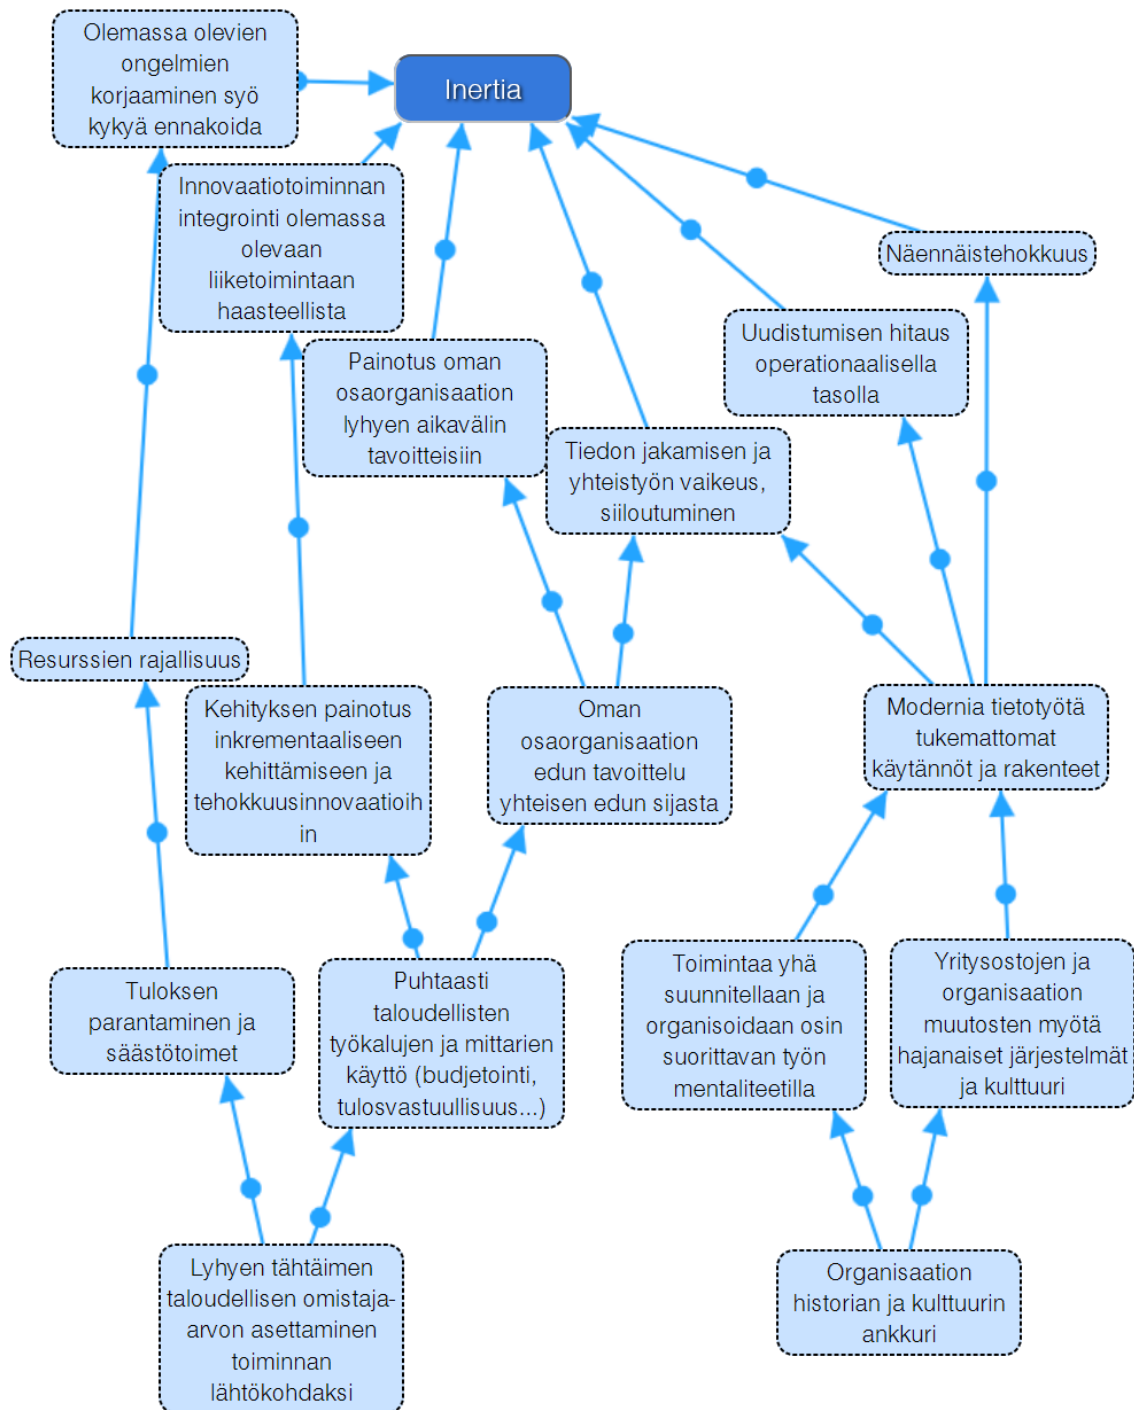 Olemassa olevien
ongelmien
korjaaminen syö
kykyä ennakoida
Inertia
Innovaatiotoiminnan
integrointi olemassa
olevaan
liiketoimintaan
haasteellista
Näennäistehokkuus
Uudistumisen hitaus
operationaalisella
tasolla
Painotus oman
osaorganisaation
lyhyen aikavälin
tavoitteisiin
Tiedon jakamisen ja
yhteistyön vaikeus,
siiloutuminen
Resurssien rajallisuus
Kehityksen painotus
inkrementaaliseen
kehittämiseen ja
tehokkuusinnovaatioih
in
Oman
osaorganisaation
edun tavoittelu
yhteisen edun sijasta
Modernia tietotyötä
tukemattomat
käytännöt ja rakenteet
Tuloksen
parantaminen ja
säästötoimet
Puhtaasti
taloudellisten
työkalujen ja mittarien
käyttö (budjetointi,
tulosvastuullisuus...)
Toimintaa yhä
suunnitellaan ja
organisoidaan osin
suorittavan työn
mentaliteetilla
Yritysostojen ja
organisaation
muutosten myötä
hajanaiset järjestelmät
ja kulttuuri
Lyhyen tähtäimen
taloudellisen omistaja-
arvon asettaminen
toiminnan
lähtökohdaksi
Organisaation
historian ja kulttuurin
ankkuri